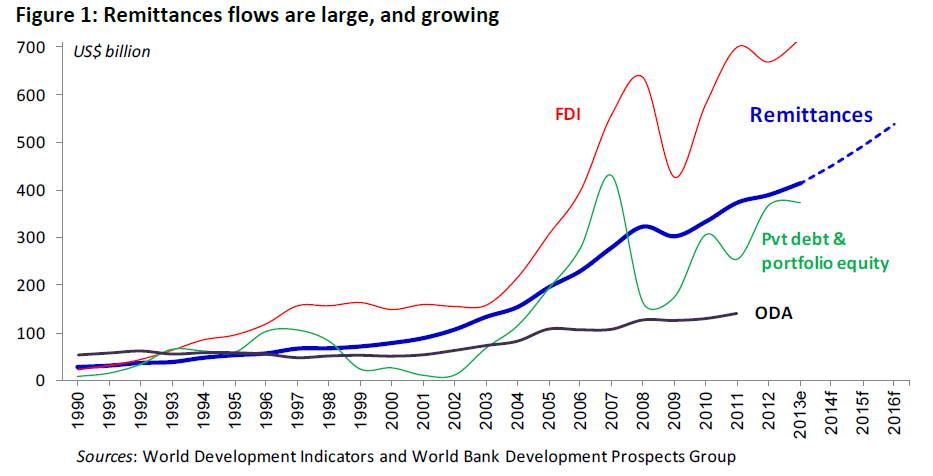 Figure 1: Remittances flows are large, and growing
US$ billion
700
600
500
400
300
200
100
0
FDI
Remittances
Pvt debt &
portfolio equity
ODA
1990
1991
1992
1993
1994
1995
1996
1997
1998
1999
2000
2001
2002
2003
2004
2005
2006
2007
2008
2009
2010
2011
2012
2013e
2014f
2015f
2016f
Sources: World Development Indicators and World Bank Development Prospects Group